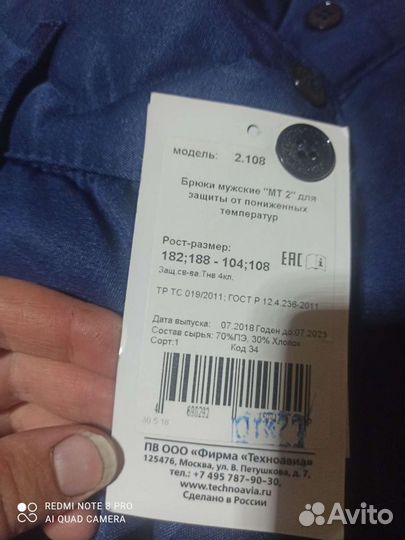 модель: 2.108
Брюки мужские "МТ 2" для
защиты от пониженных
температур
Рост-размер:
182;188 - 104;108
EAC
Защ.св-ва:Тнв 4кл.
ТР ТС 019/2011; ГОСТ Р 12.4.236-2011
Дата выпуска: 07.2018 Годен до:07.2023
Состав сырья: 70%ПЭ, 30% Хлопок
Сорт:1 Код 34
4 690292
ПВ ООО «Фирма «Техноавиа»
125476, Москва, ул. В. Петушкова, д. 7,
тел.: +7 495 787-90-30,
www.technoavia.ru
Сделано в России
REDMI NOTE 8 PRO
AI QUAD CAMERA
Avito